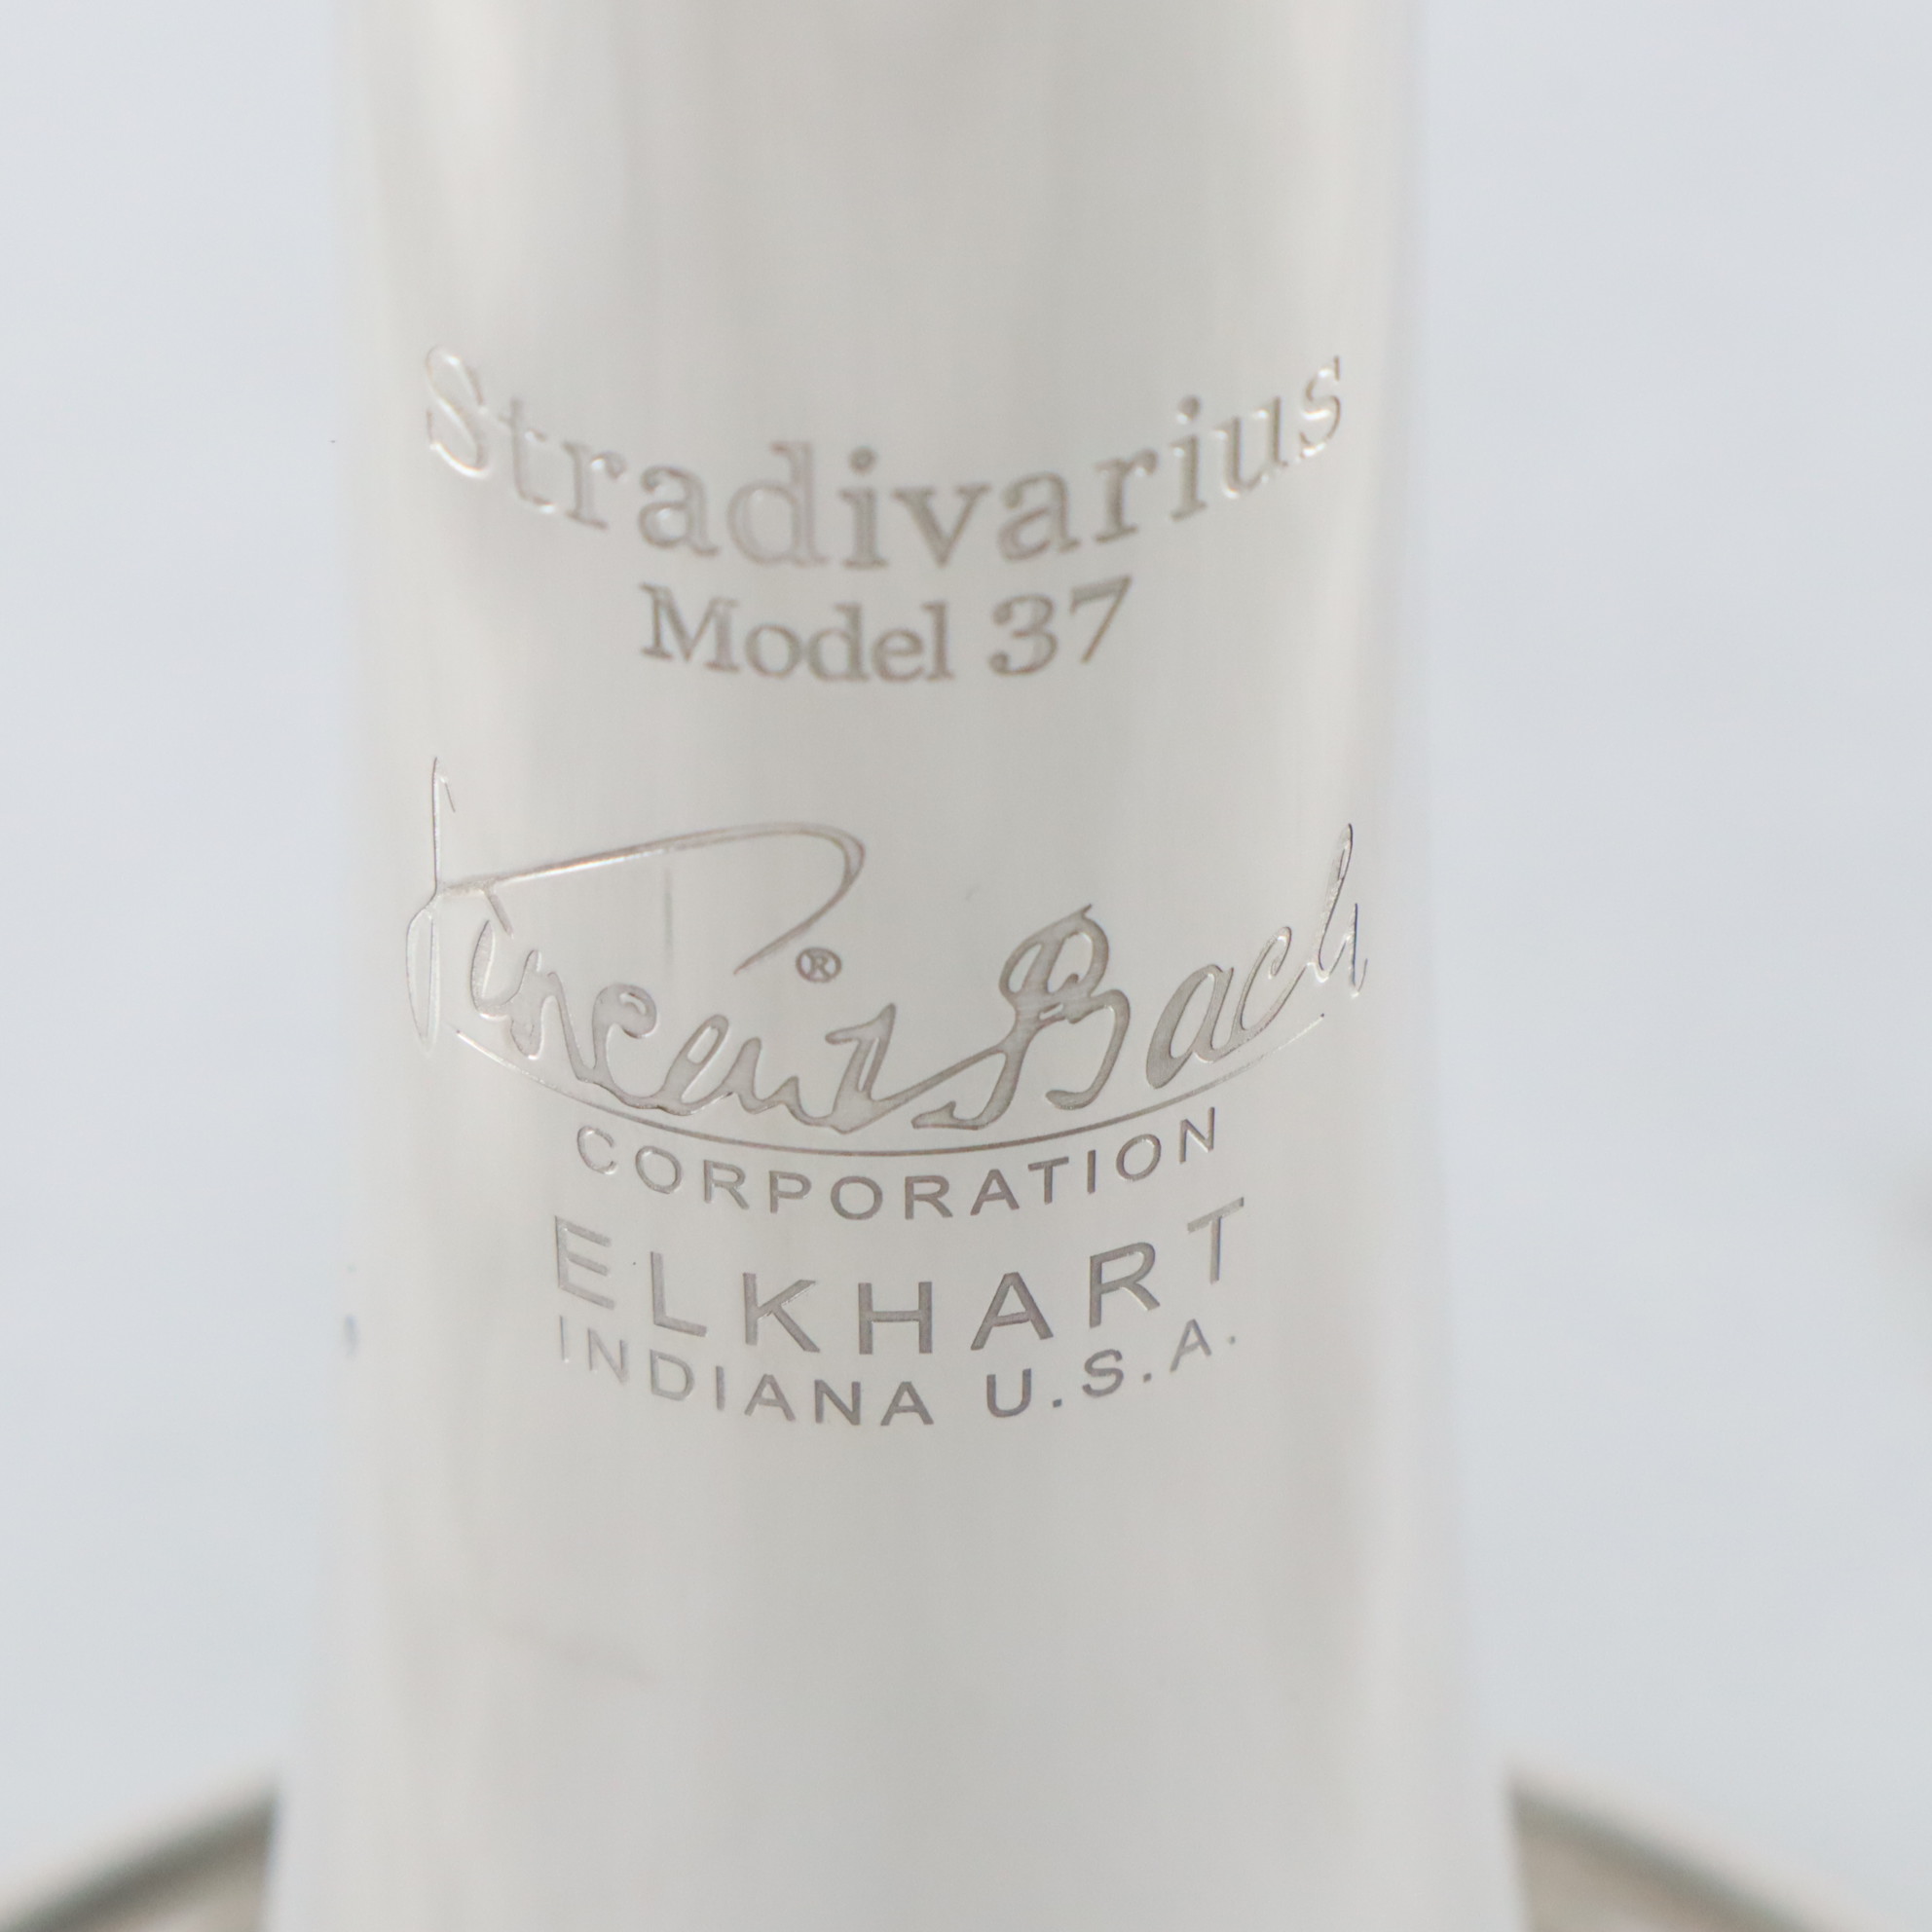 Stradivarius
Model 37
Vincent Bach®
CORPORATION
ELKHART
INDIANA U.S.A.